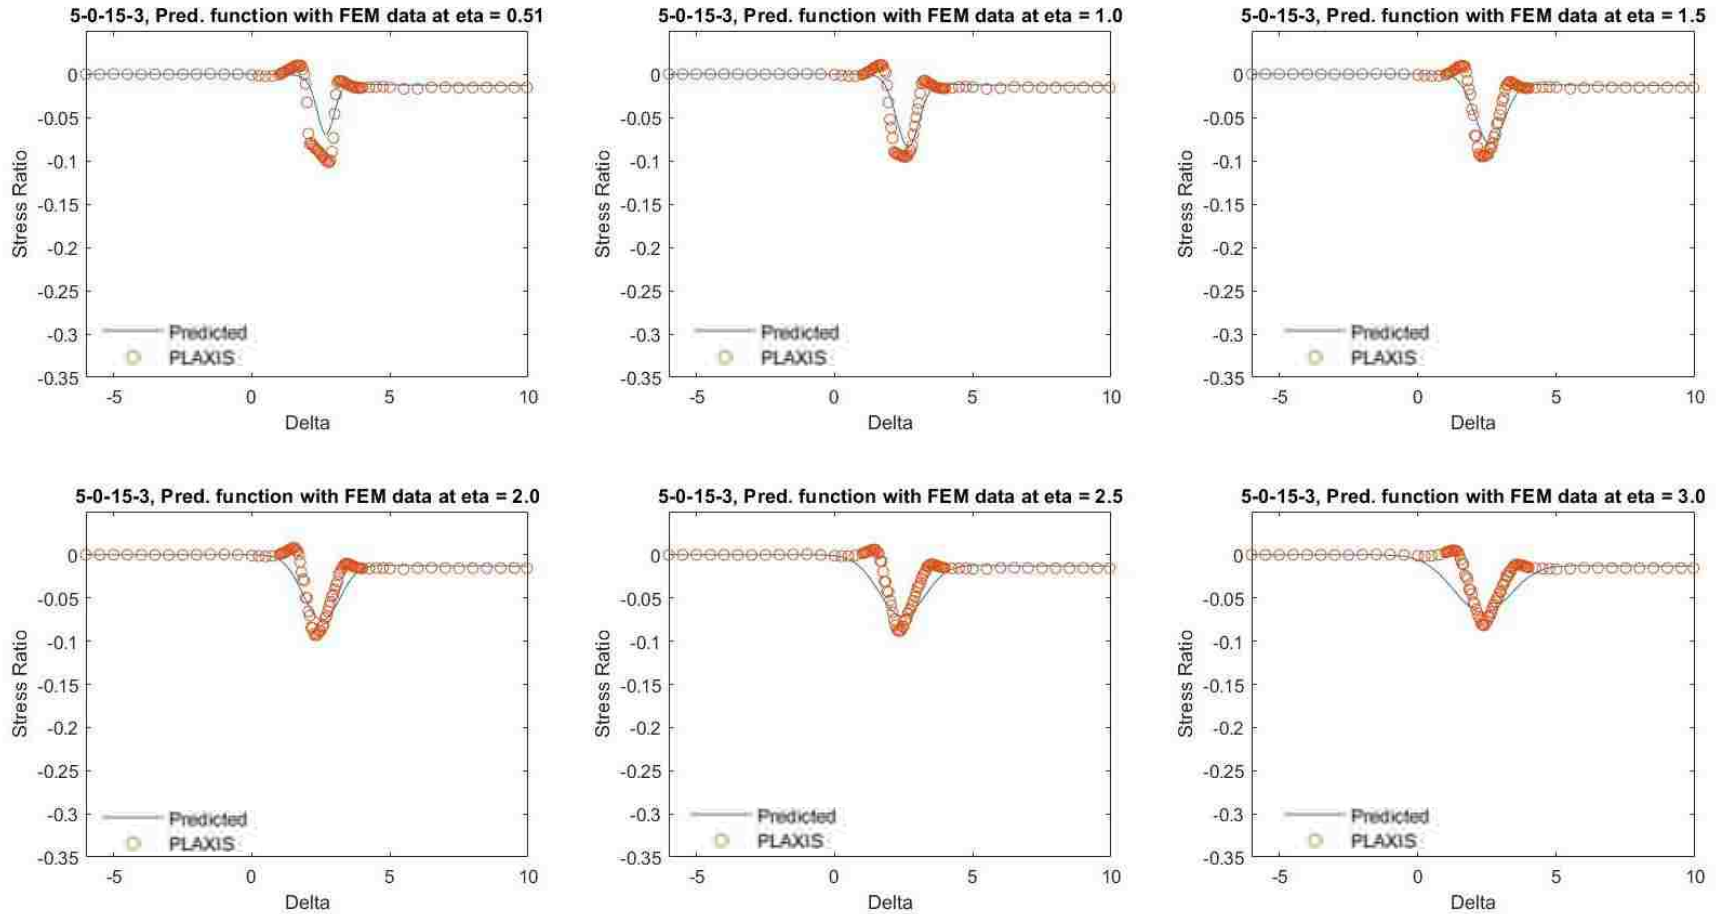 5-0-15-3, Pred. function with FEM data at eta = 0.51
0
-0.05
-0.1
-0.15
-0.2
-0.25
-0.3
-0.35
Stress Ratio
Predicted
PLAXIS
-5
0
5
10
Delta
5-0-15-3, Pred. function with FEM data at eta = 1.0
0
-0.05
-0.1
-0.15
-0.2
-0.25
-0.3
-0.35
Stress Ratio
Predicted
PLAXIS
-5
0
5
10
Delta
5-0-15-3, Pred. function with FEM data at eta = 1.5
0
-0.05
-0.1
-0.15
-0.2
-0.25
-0.3
-0.35
Stress Ratio
Predicted
PLAXIS
-5
0
5
10
Delta
5-0-15-3, Pred. function with FEM data at eta = 2.0
0
-0.05
-0.1
-0.15
-0.2
-0.25
-0.3
-0.35
Stress Ratio
Predicted
PLAXIS
-5
0
5
10
Delta
5-0-15-3, Pred. function with FEM data at eta = 2.5
0
-0.05
-0.1
-0.15
-0.2
-0.25
-0.3
-0.35
Stress Ratio
Predicted
PLAXIS
-5
0
5
10
Delta
5-0-15-3, Pred. function with FEM data at eta = 3.0
0
-0.05
-0.1
-0.15
-0.2
-0.25
-0.3
-0.35
Stress Ratio
Predicted
PLAXIS
-5
0
5
10
Delta